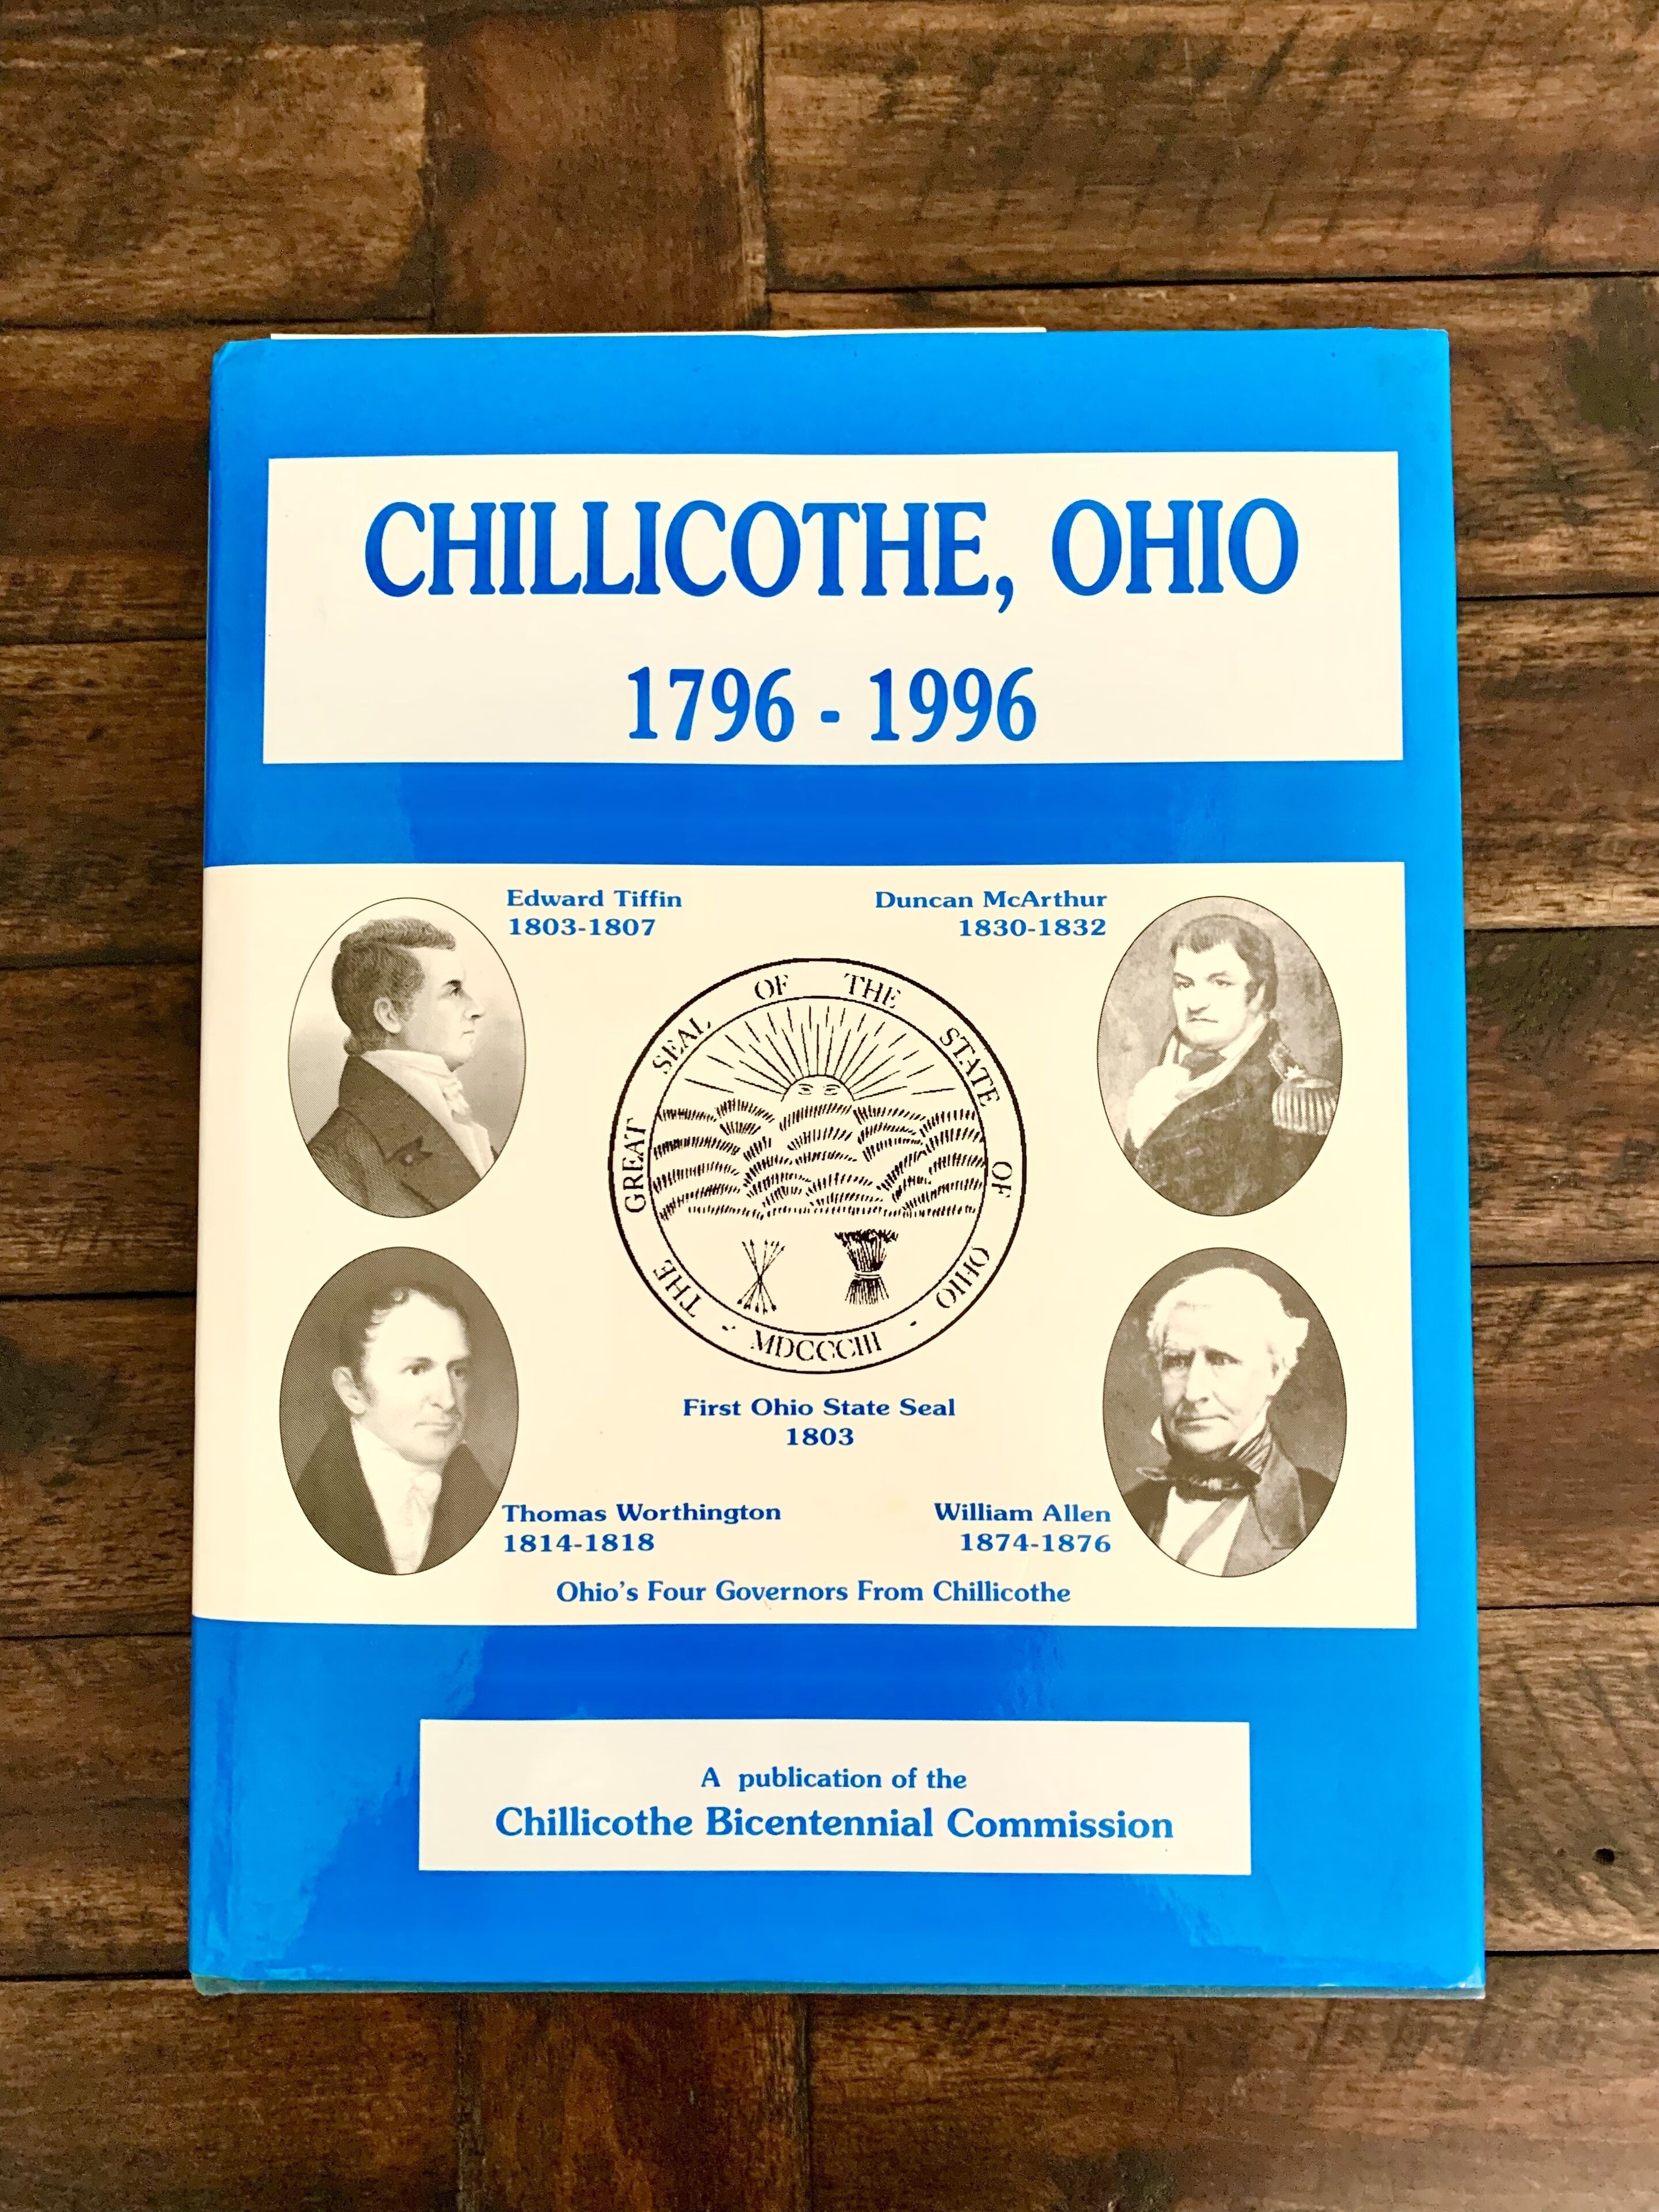 CHILLICOTHE, OHIO
1796 - 1996
Edward Tiffin
1803-1807
Duncan McArthur
1830-1832
THE GREAT SEAL OF THE STATE OF OHIO
MDCCCIII
First Ohio State Seal
1803
Thomas Worthington
1814-1818
William Allen
1874-1876
Ohio's Four Governors From Chillicothe
A publication of the
Chillicothe Bicentennial Commission